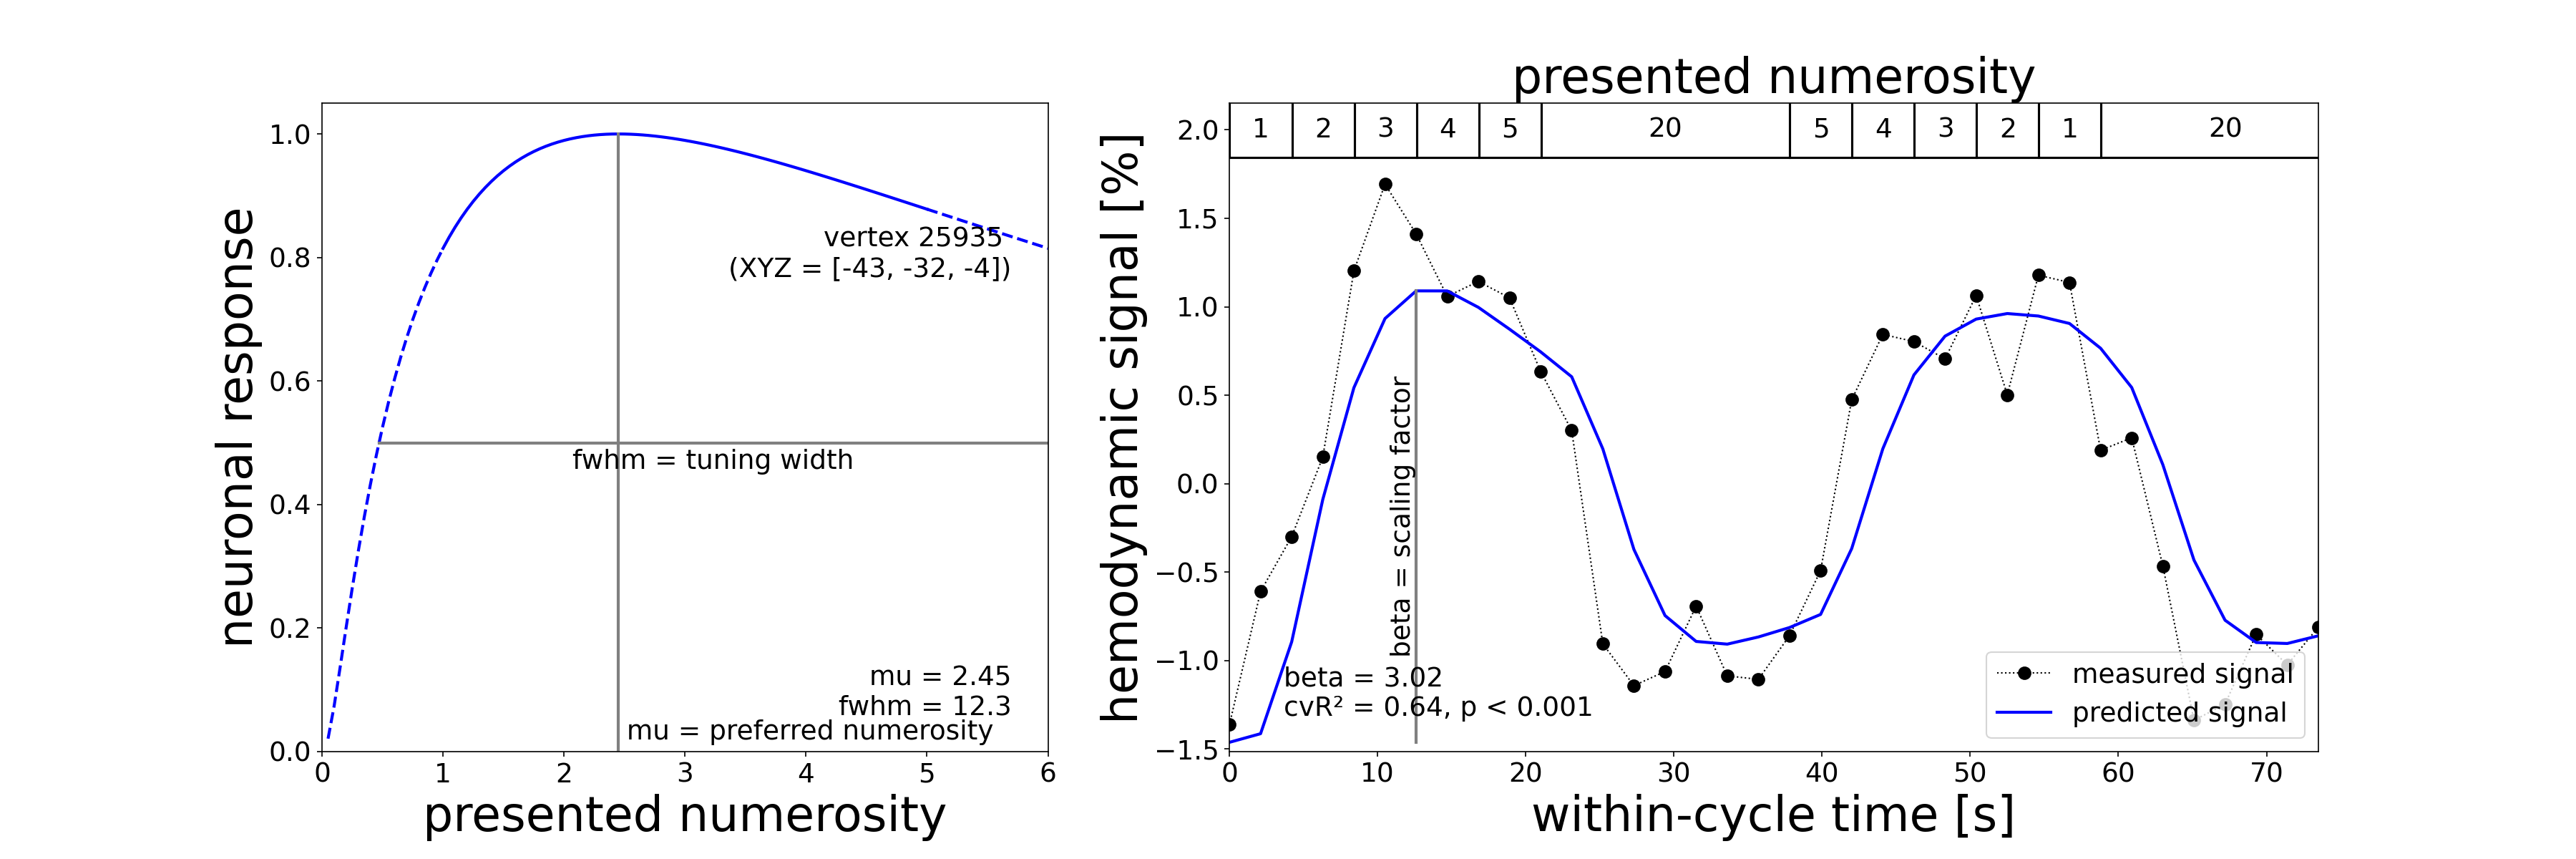 neuronal response
1.0
0.8
0.6
0.4
0.2
0.0
vertex 25935
(XYZ = [-43, -32, -4])
fwhm = tuning width
mu = 2.45
fwhm = 12.3
mu = preferred numerosity
0 1 2 3 4 5 6
presented numerosity
presented numerosity
1 2 3 4 5 20 5 4 3 2 1 20
hemodynamic signal [%]
2.0
1.5
1.0
0.5
0.0
−0.5
−1.0
−1.5
beta = scaling factor
beta = 3.02
cvR² = 0.64, p < 0.001
measured signal
predicted signal
0 10 20 30 40 50 60 70
within-cycle time [s]